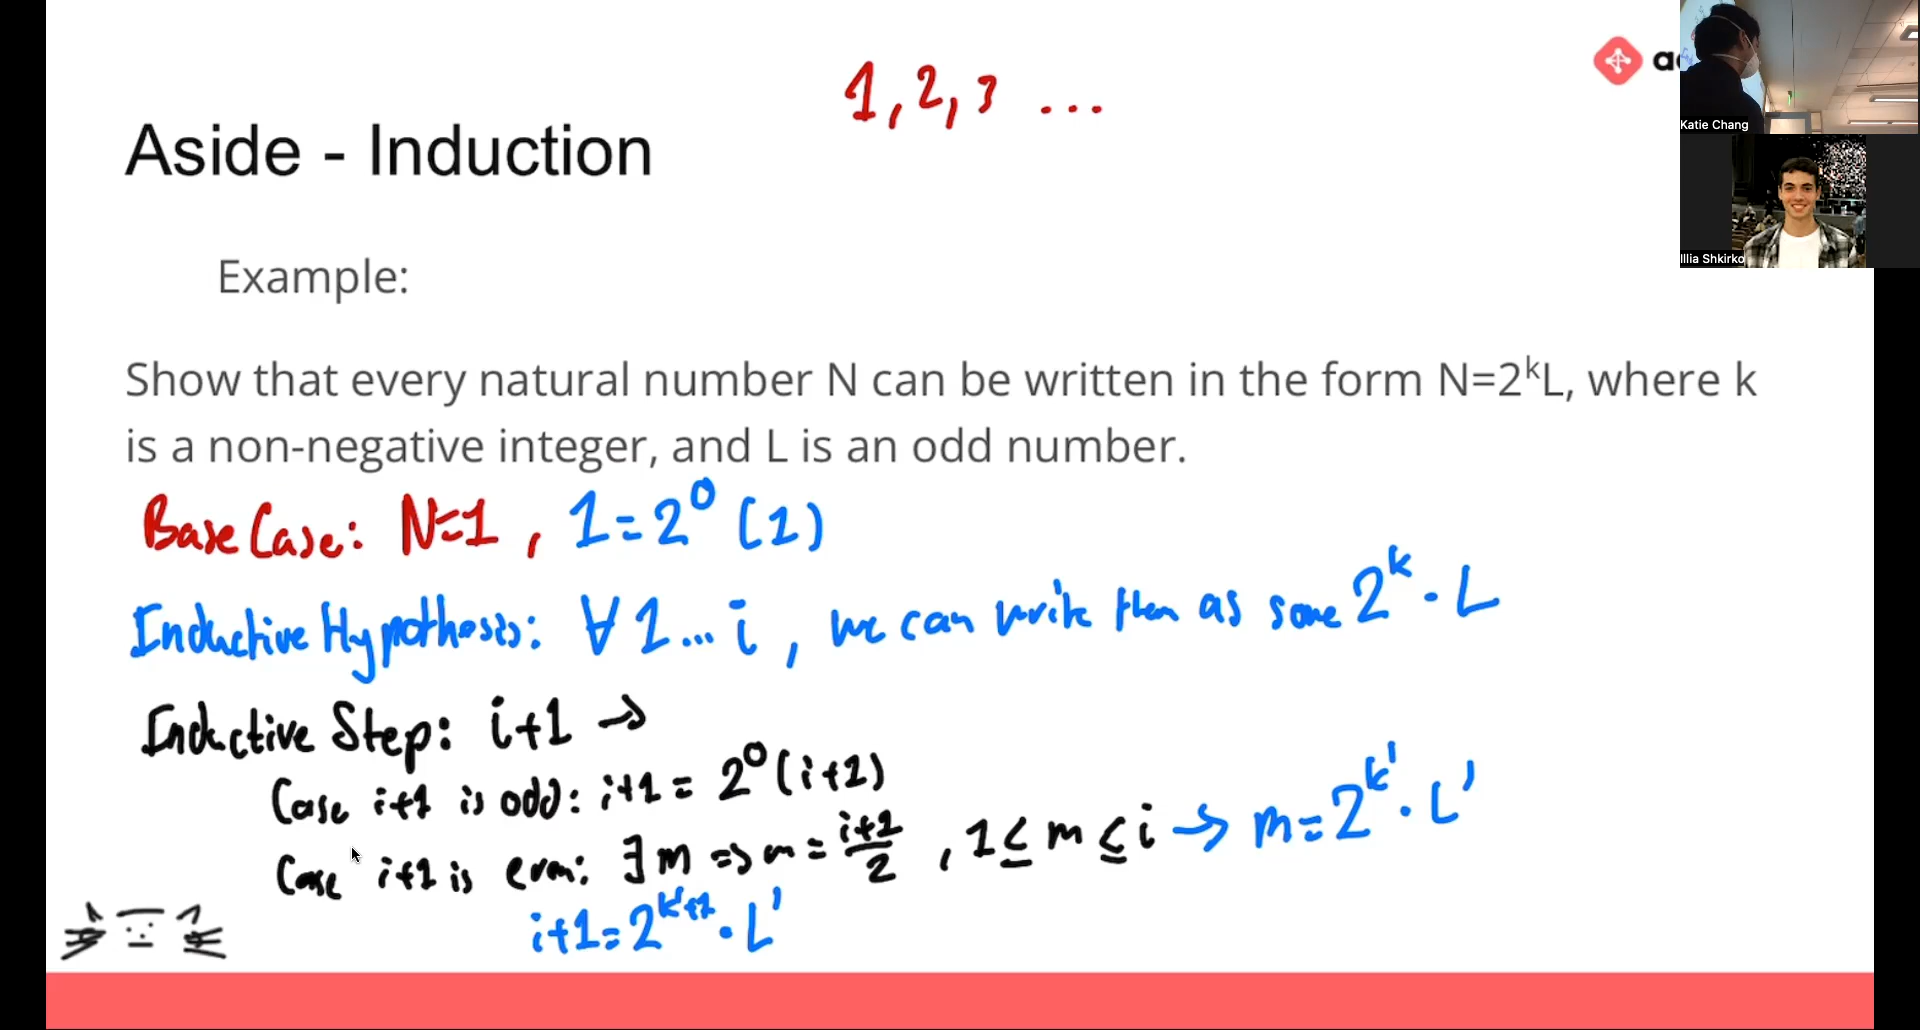 1, 2, 3 ...
Aside - Induction
Katie Chang
Illia Shkirko
Example:
Show that every natural number N can be written in the form N=2ᵏL, where k
is a non-negative integer, and L is an odd number.
Base Case: N=1, 1=2⁰ (1)
Inductive Hypothesis: ∀ 1... i, we can write them as some 2ᵏ · L
Inductive Step: i+1 →
Case i+1 is odd: i+1 = 2⁰(i+1)
Case i+1 is even: ∃ m => m = (i+1)/2, 1 ≤ m ≤ i → m = 2ᵏ' · L'
i+1 = 2ᵏ'⁺¹ · L'